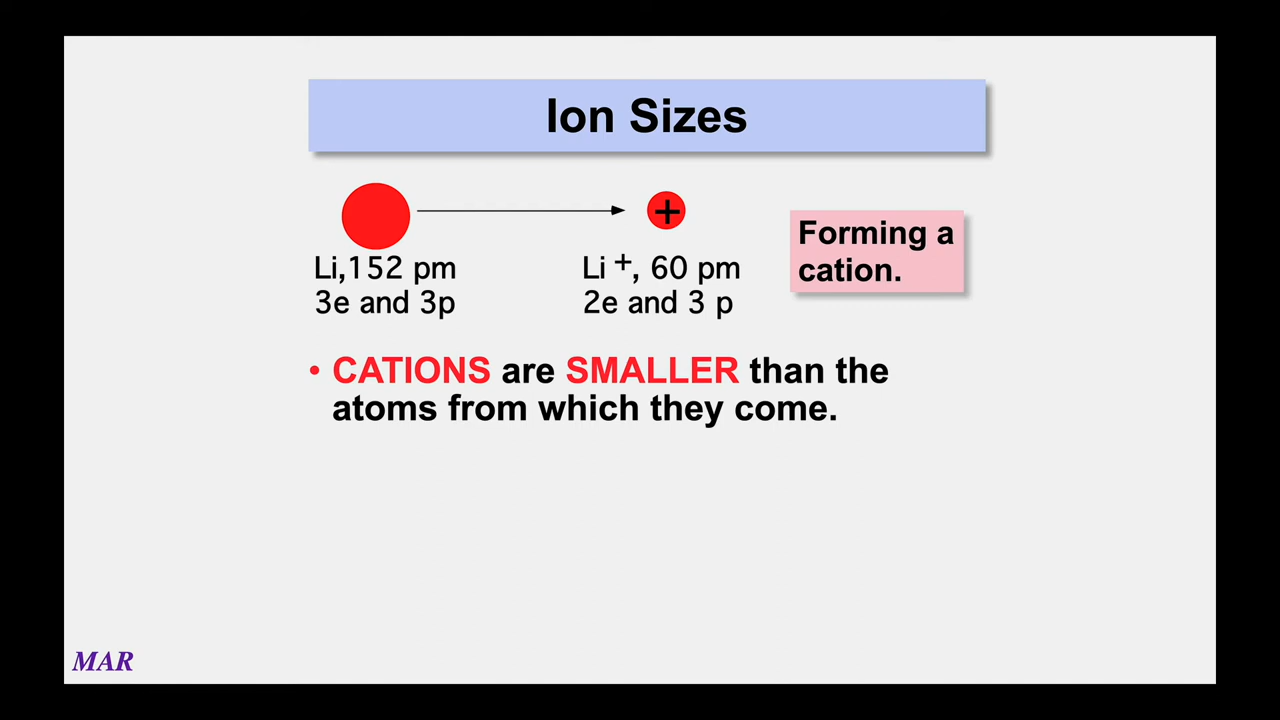 Ion Sizes
+
Li,152 pm
3e and 3p
Li +, 60 pm
2e and 3 p
Forming a
cation.
• CATIONS are SMALLER than the
atoms from which they come.
MAR